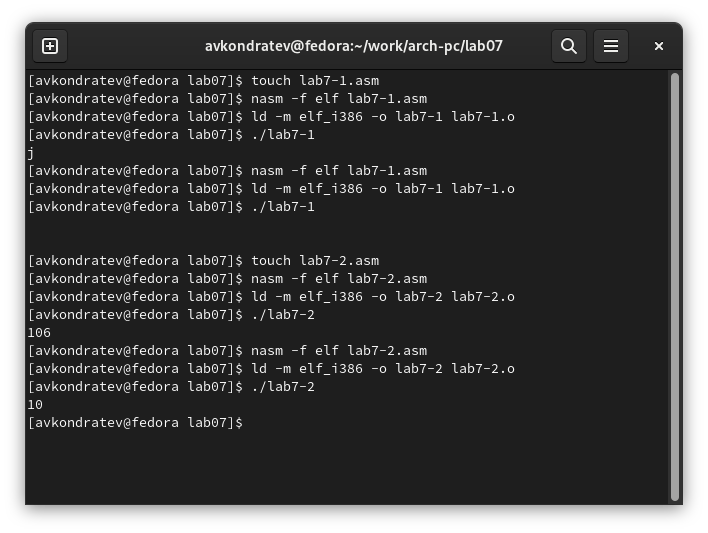 avkondratev@fedora:~/work/arch-pc/lab07
[avkondratev@fedora lab07]$ touch lab7-1.asm
[avkondratev@fedora lab07]$ nasm -f elf lab7-1.asm
[avkondratev@fedora lab07]$ ld -m elf_i386 -o lab7-1 lab7-1.o
[avkondratev@fedora lab07]$ ./lab7-1
j
[avkondratev@fedora lab07]$ nasm -f elf lab7-1.asm
[avkondratev@fedora lab07]$ ld -m elf_i386 -o lab7-1 lab7-1.o
[avkondratev@fedora lab07]$ ./lab7-1
[avkondratev@fedora lab07]$ touch lab7-2.asm
[avkondratev@fedora lab07]$ nasm -f elf lab7-2.asm
[avkondratev@fedora lab07]$ ld -m elf_i386 -o lab7-2 lab7-2.o
[avkondratev@fedora lab07]$ ./lab7-2
106
[avkondratev@fedora lab07]$ nasm -f elf lab7-2.asm
[avkondratev@fedora lab07]$ ld -m elf_i386 -o lab7-2 lab7-2.o
[avkondratev@fedora lab07]$ ./lab7-2
10
[avkondratev@fedora lab07]$